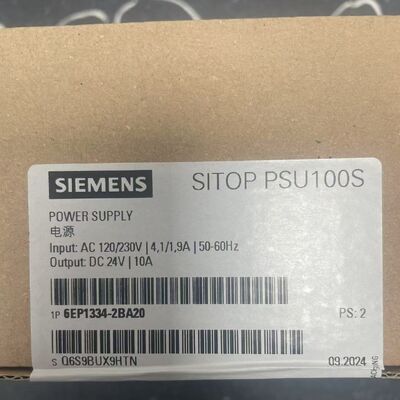 SIEMENS SITOP PSU100S
POWER SUPPLY
电源
Input: AC 120/230V | 4,1/1,9A | 50-60Hz
Output: DC 24V | 10A
1P 6EP1334-2BA20 PS: 2
S Q6S9BUX9HTN 09.2024